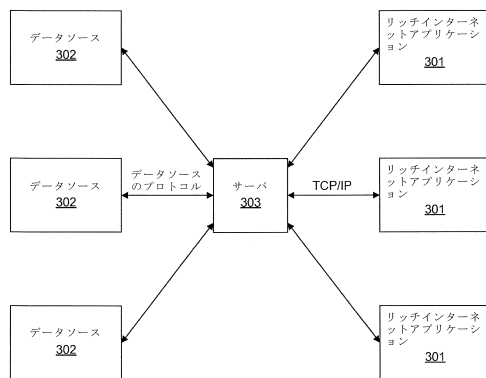 データソース
302
リッチインターネ
ットアプリケーシ
ョン
301
データソース
302
データソース
のプロトコル
サーバ
303
TCP/IP
リッチインターネ
ットアプリケーシ
ョン
301
データソース
302
リッチインターネ
ットアプリケーシ
ョン
301